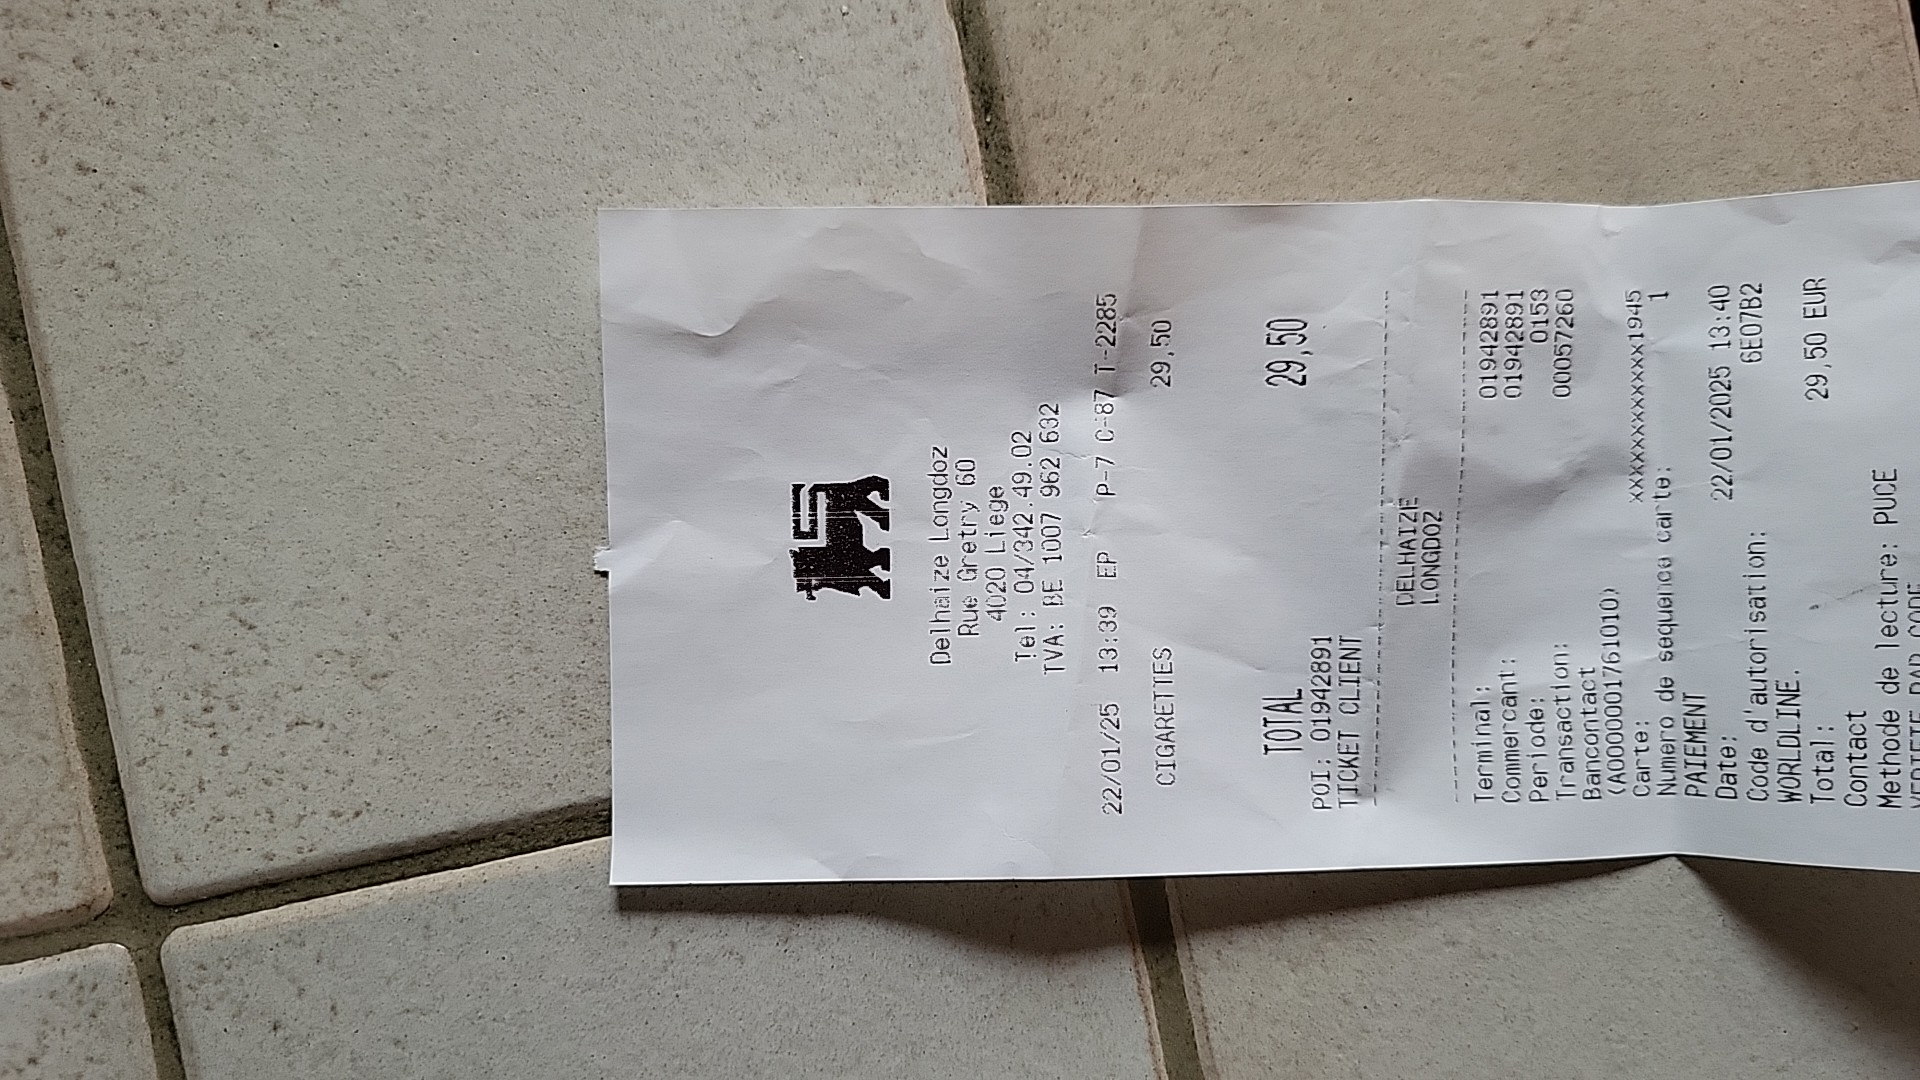 Delhaize Longdoz
Rue Gretry 60
4020 Liege
Tel: 04/342.49.02
TVA: BE 1007 962 632
22/01/25 13:39 EP P-7 C-87 T-2285
CIGARETTES 29,50
TOTAL 29,50
POI: 01942891
TICKET CLIENT
DELHAIZE
LONGDOZ
Terminal: 01942891
Commercant: 01942891
Periode: 0153
Transaction: 00057260
Bancontact
(A0000001761010)
Carte: xxxxxxxxxxxxx1945
Numero de sequence carte: 1
PAIEMENT
Date: 22/01/2025 13:40
Code d'autorisation: 6E07B2
WORLDLINE.
Total: 29,50 EUR
Contact
Methode de lecture: PUCE